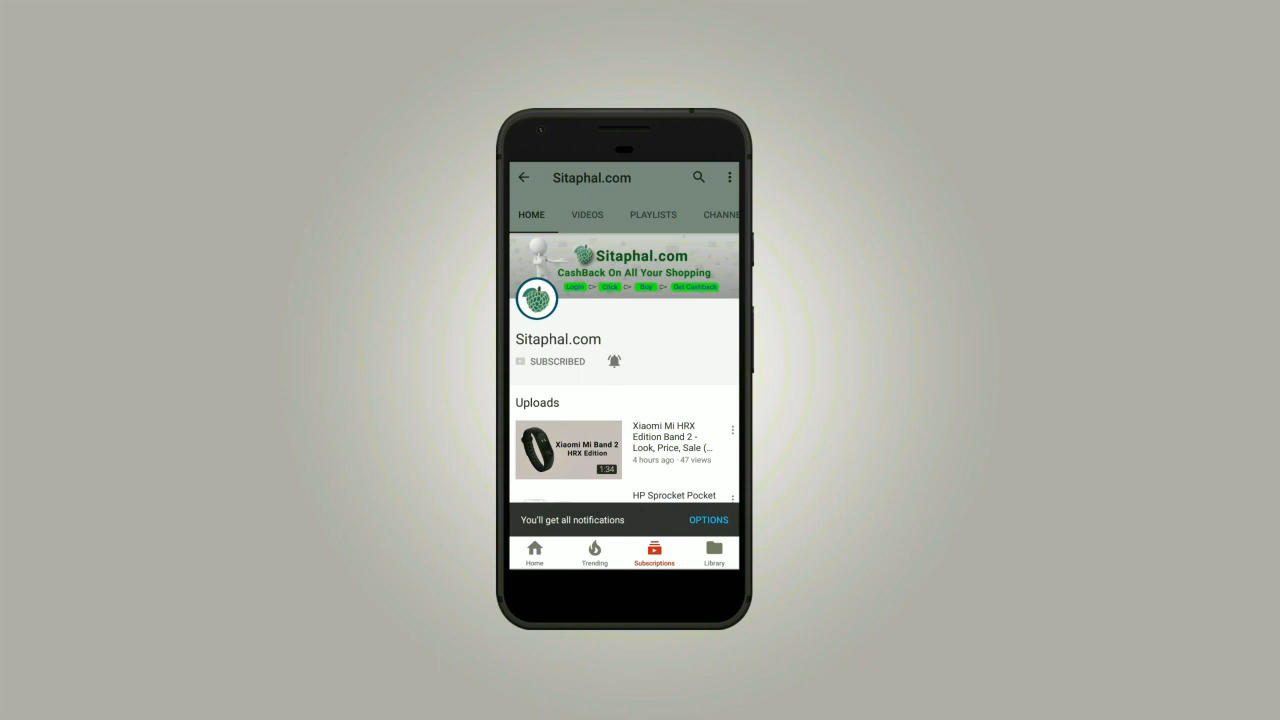 Sitaphal.com
HOME VIDEOS PLAYLISTS CHANNE
Sitaphal.com
CashBack On All Your Shopping
Login Click Buy Get Cashback
Sitaphal.com
SUBSCRIBED
Uploads
Xiaomi Mi Band 2
HRX Edition
1:34
Xiaomi Mi HRX
Edition Band 2 -
Look, Price, Sale (...
4 hours ago · 47 views
HP Sprocket Pocket
You'll get all notifications OPTIONS
Home Trending Subscriptions Library